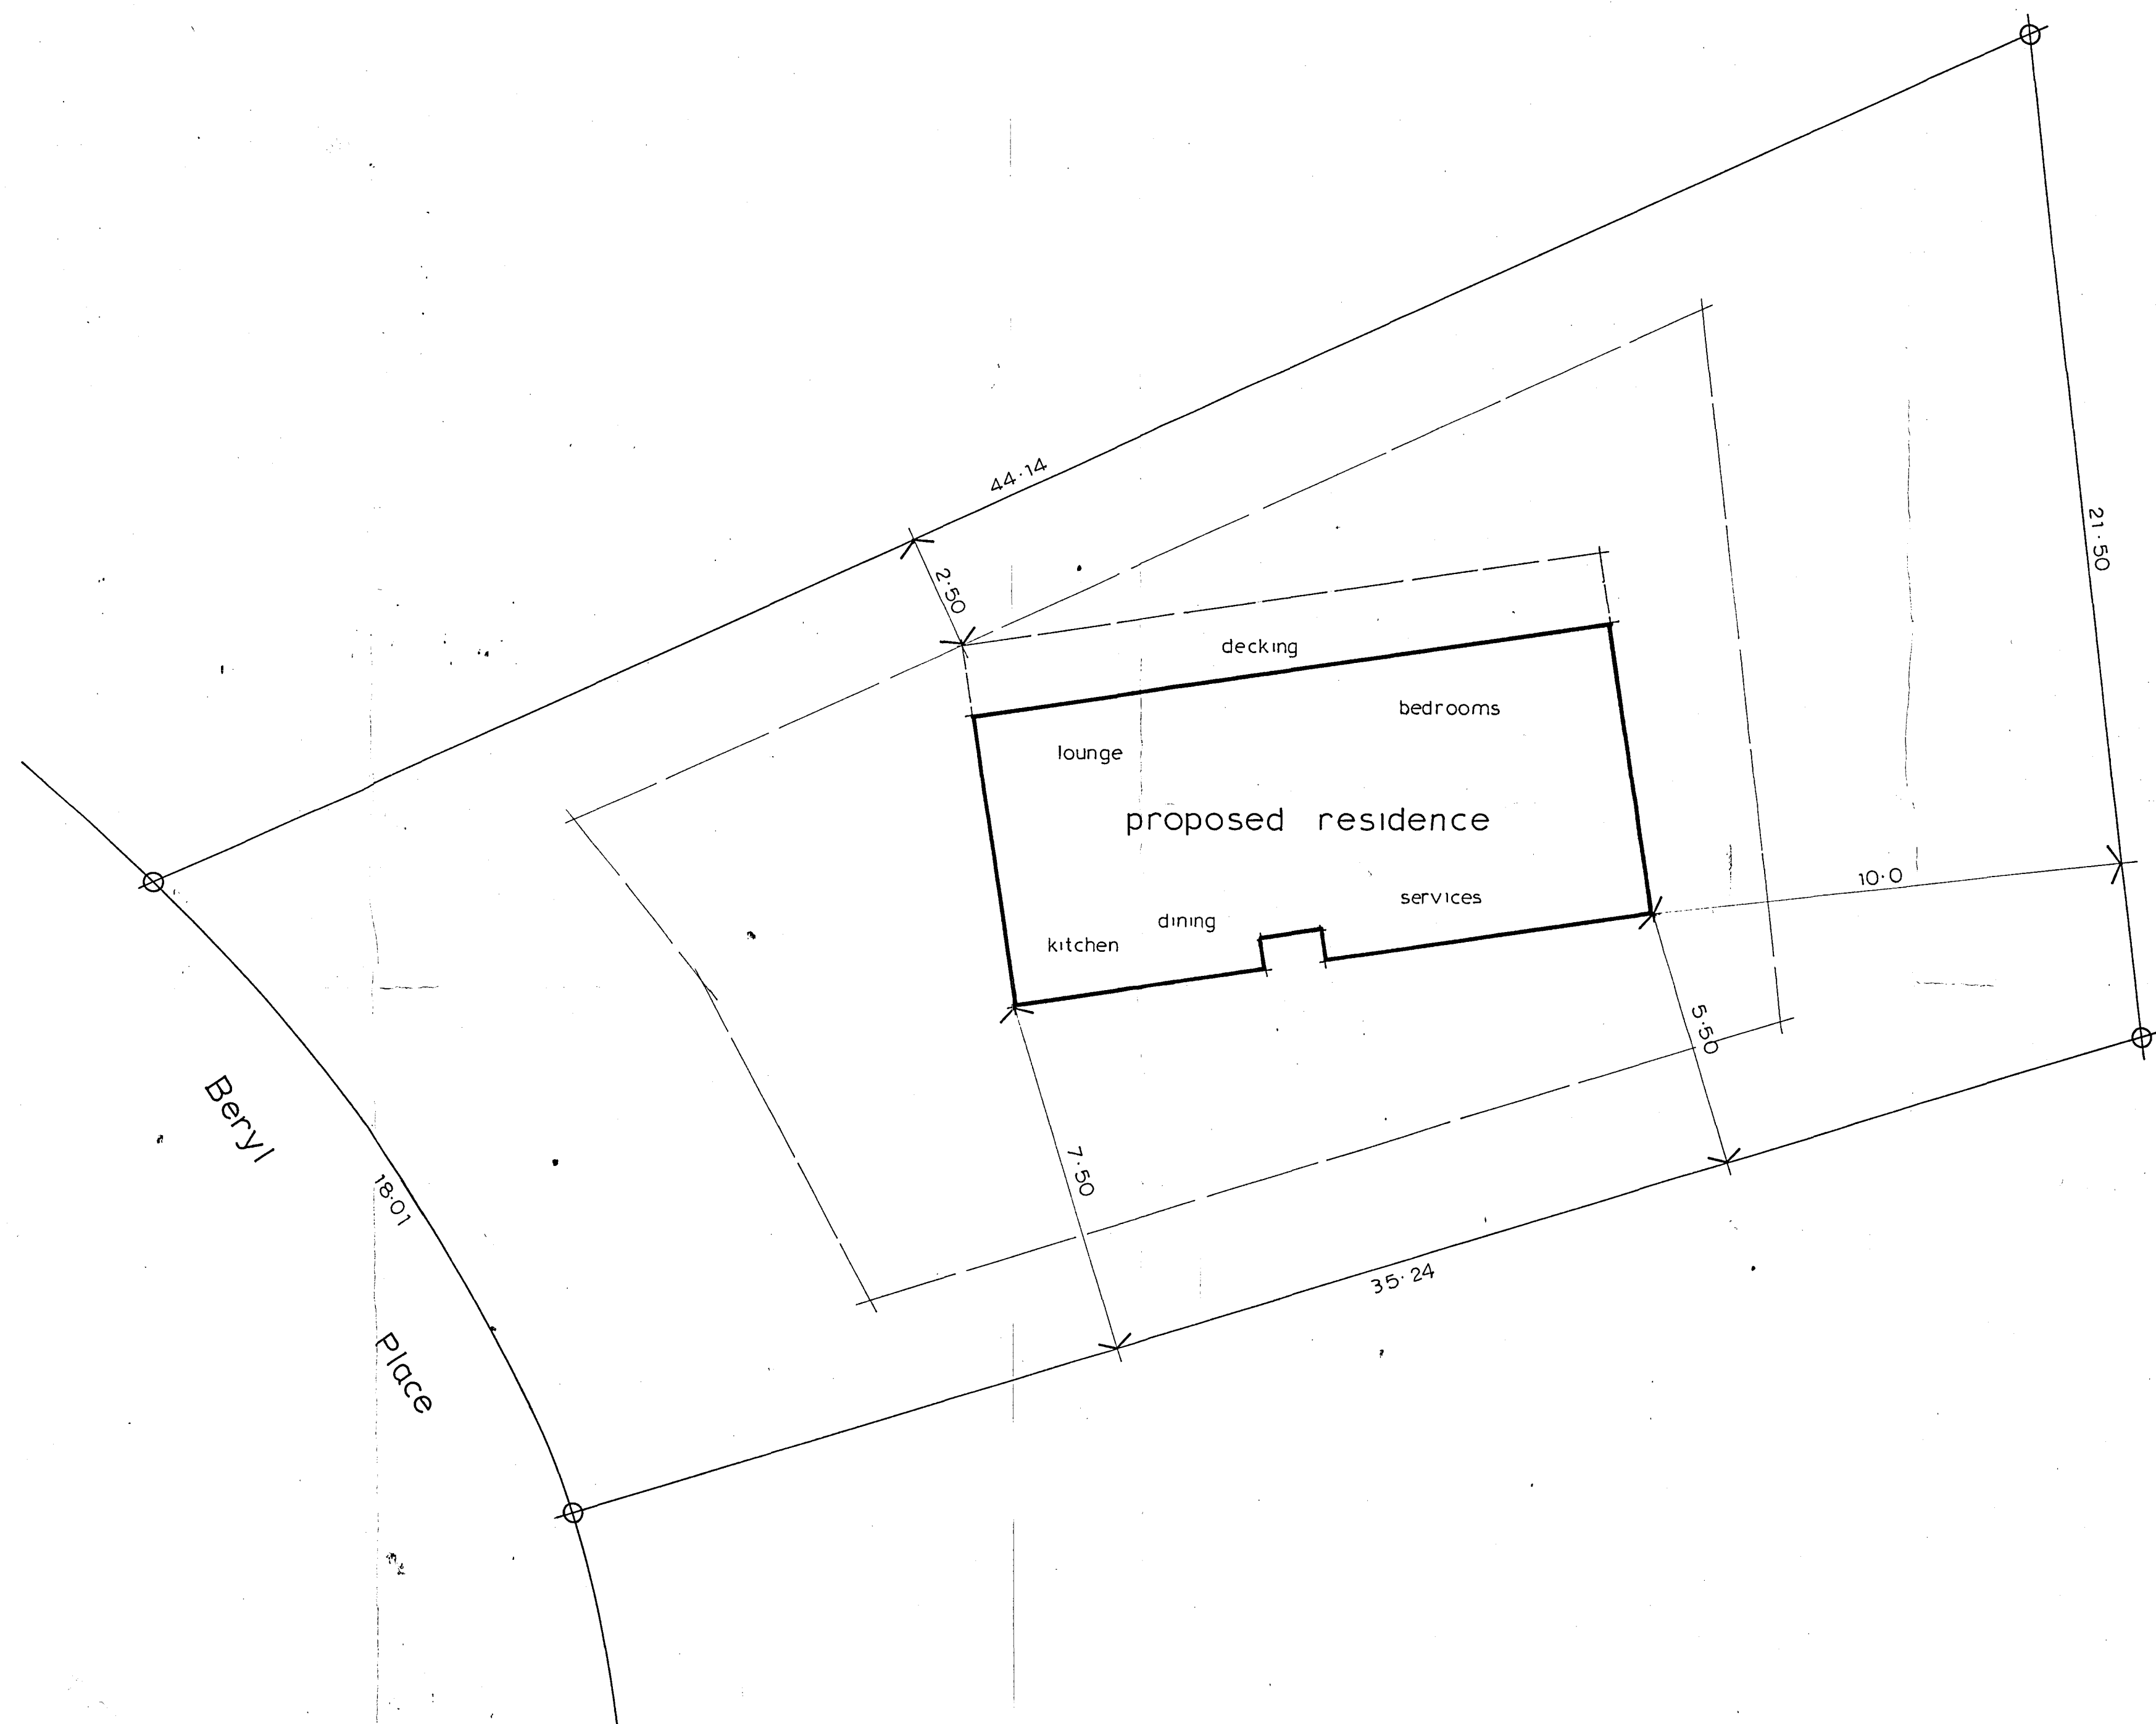 44·14
2·50
21·50
decking
bedrooms
lounge
proposed residence
10·0
services
dining
kitchen
5·50
7·50
Beryl
18·01
35·24
Place